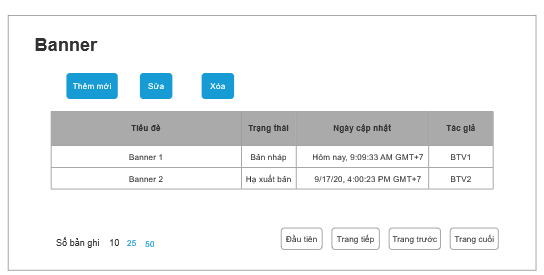 Banner
Thêm mới Sửa Xóa
Tiêu đề Trạng thái Ngày cập nhật Tác giả
Banner 1 Bản nháp Hôm nay, 9:09:33 AM GMT+7 BTV1
Banner 2 Hạ xuất bản 9/17/20, 4:00:23 PM GMT+7 BTV2
Số bản ghi 10 25 50 Đầu tiên Trang tiếp Trang trước Trang cuối